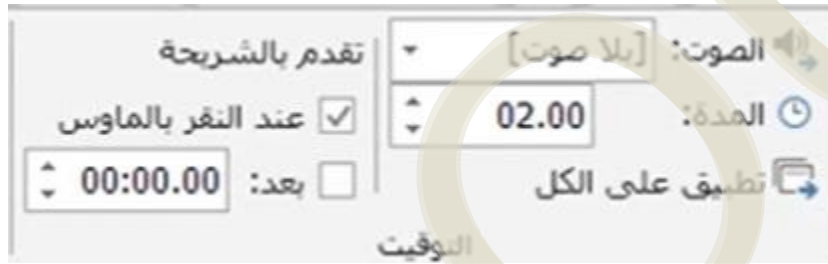 الصوت: [بلا صوت]
المدة: 02.00
تطبيق على الكل
تقدم بالشريحة
عند النقر بالماوس
بعد: 00:00.00
التوقيت